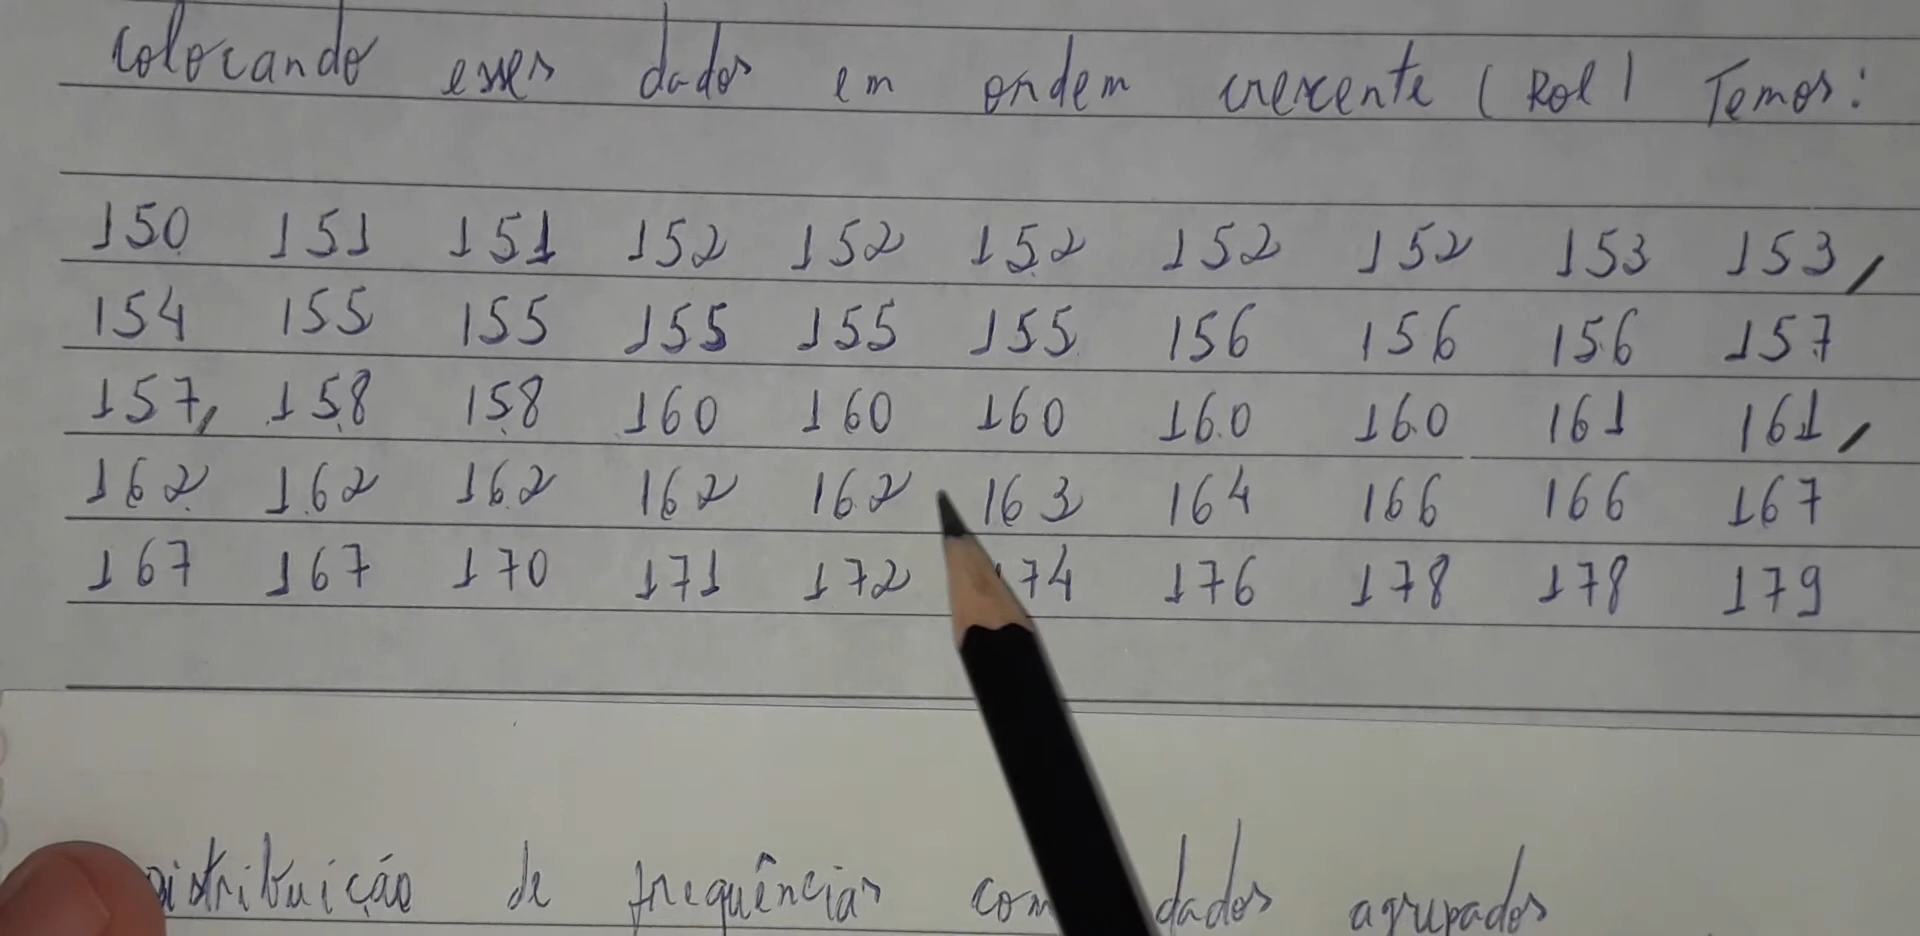 colocando esses dados em ordem crescente (Rol) Temos:
150 151 151 152 152 152 152 152 153 153,
154 155 155 155 155 155 156 156 156 157
157, 158 158 160 160 160 160 160 161 161,
162 162 162 162 162 163 164 166 166 167
167 167 170 171 172 174 176 178 178 179
Distribuição de frequências com dados agrupados